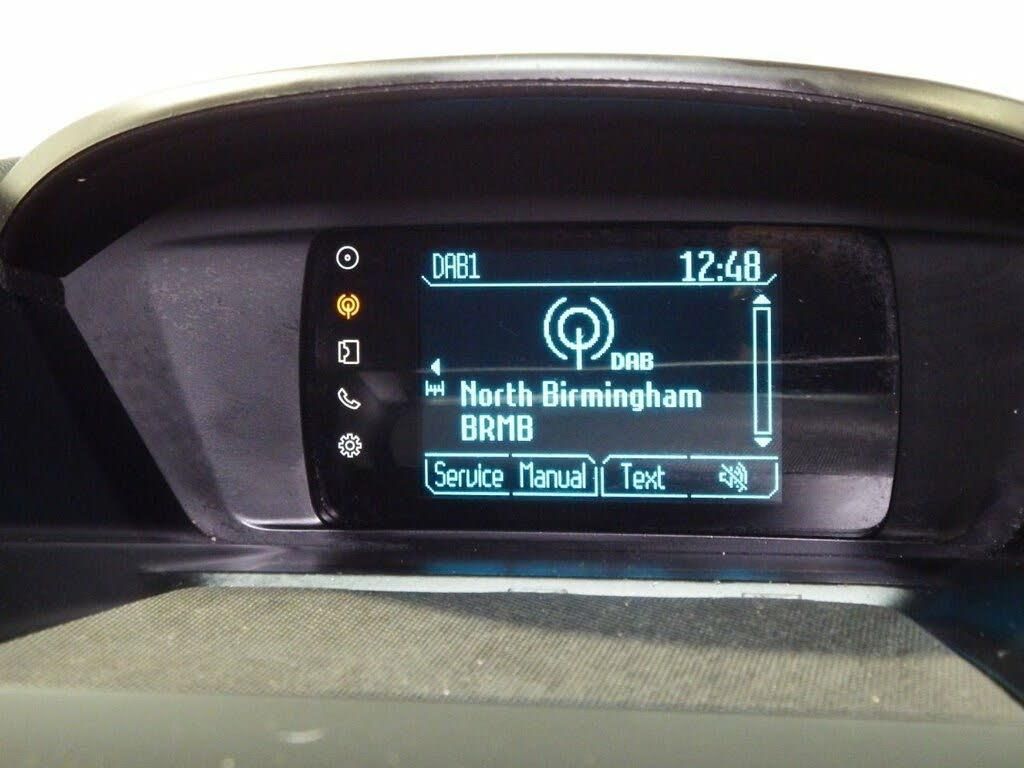 DAB1 12:48
DAB
North Birmingham
BRMB
Service Manual Text